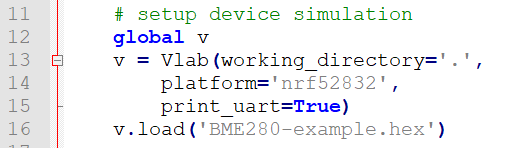 11 # setup device simulation
12 global v
13 v = Vlab(working_directory='.',
14 platform='nrf52832',
15 print_uart=True)
16 v.load('BME280-example.hex')